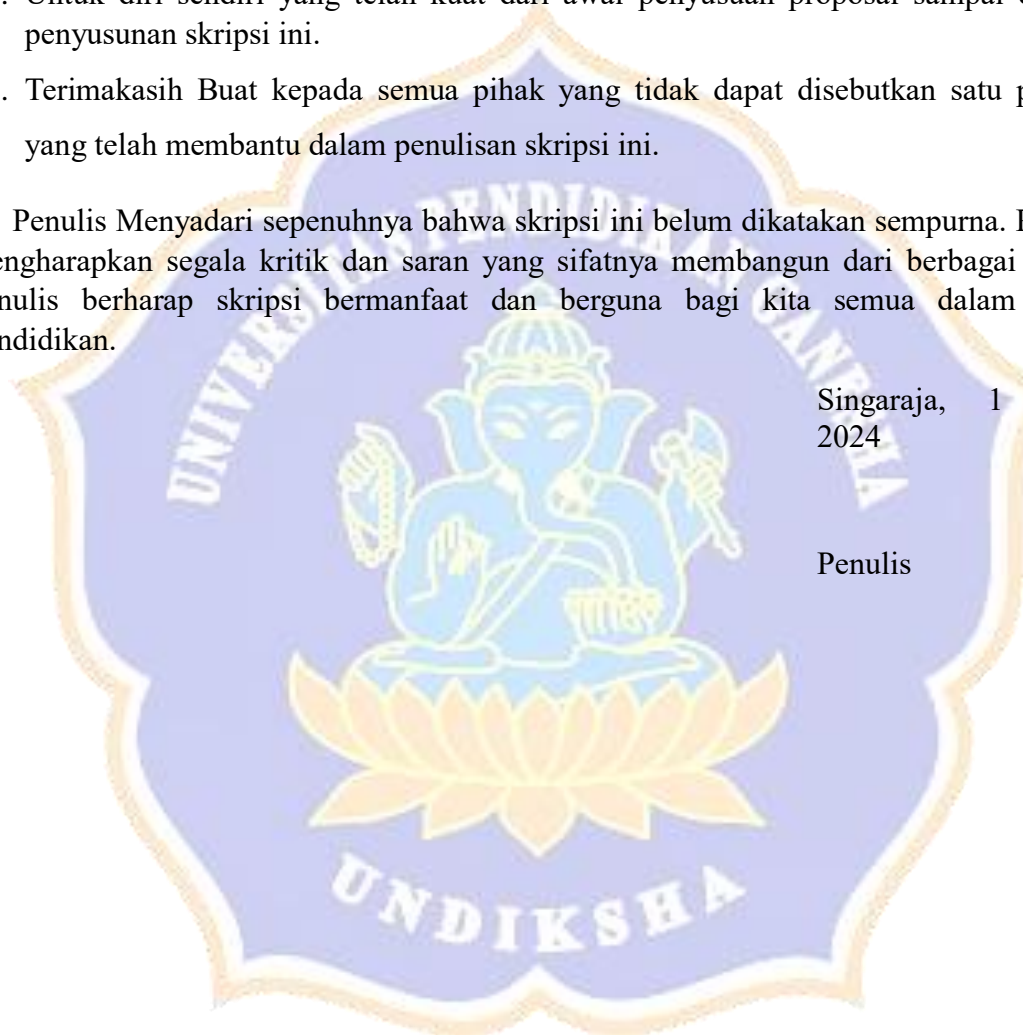 . Untuk diri sendiri yang telah kuat dari awal penyusuan proposal sampai
penyusunan skripsi ini.
. Terimakasih Buat kepada semua pihak yang tidak dapat disebutkan satu
yang telah membantu dalam penulisan skripsi ini.
Penulis Menyadari sepenuhnya bahwa skripsi ini belum dikatakan sempurna.
engharapkan segala kritik dan saran yang sifatnya membangun dari berbagai
nulis berharap skripsi bermanfaat dan berguna bagi kita semua dalam
ndidikan.
Singaraja, 1
2024
Penulis
UNIVERSITAS PENDIDIKAN GANESHA
UNDIKSHA